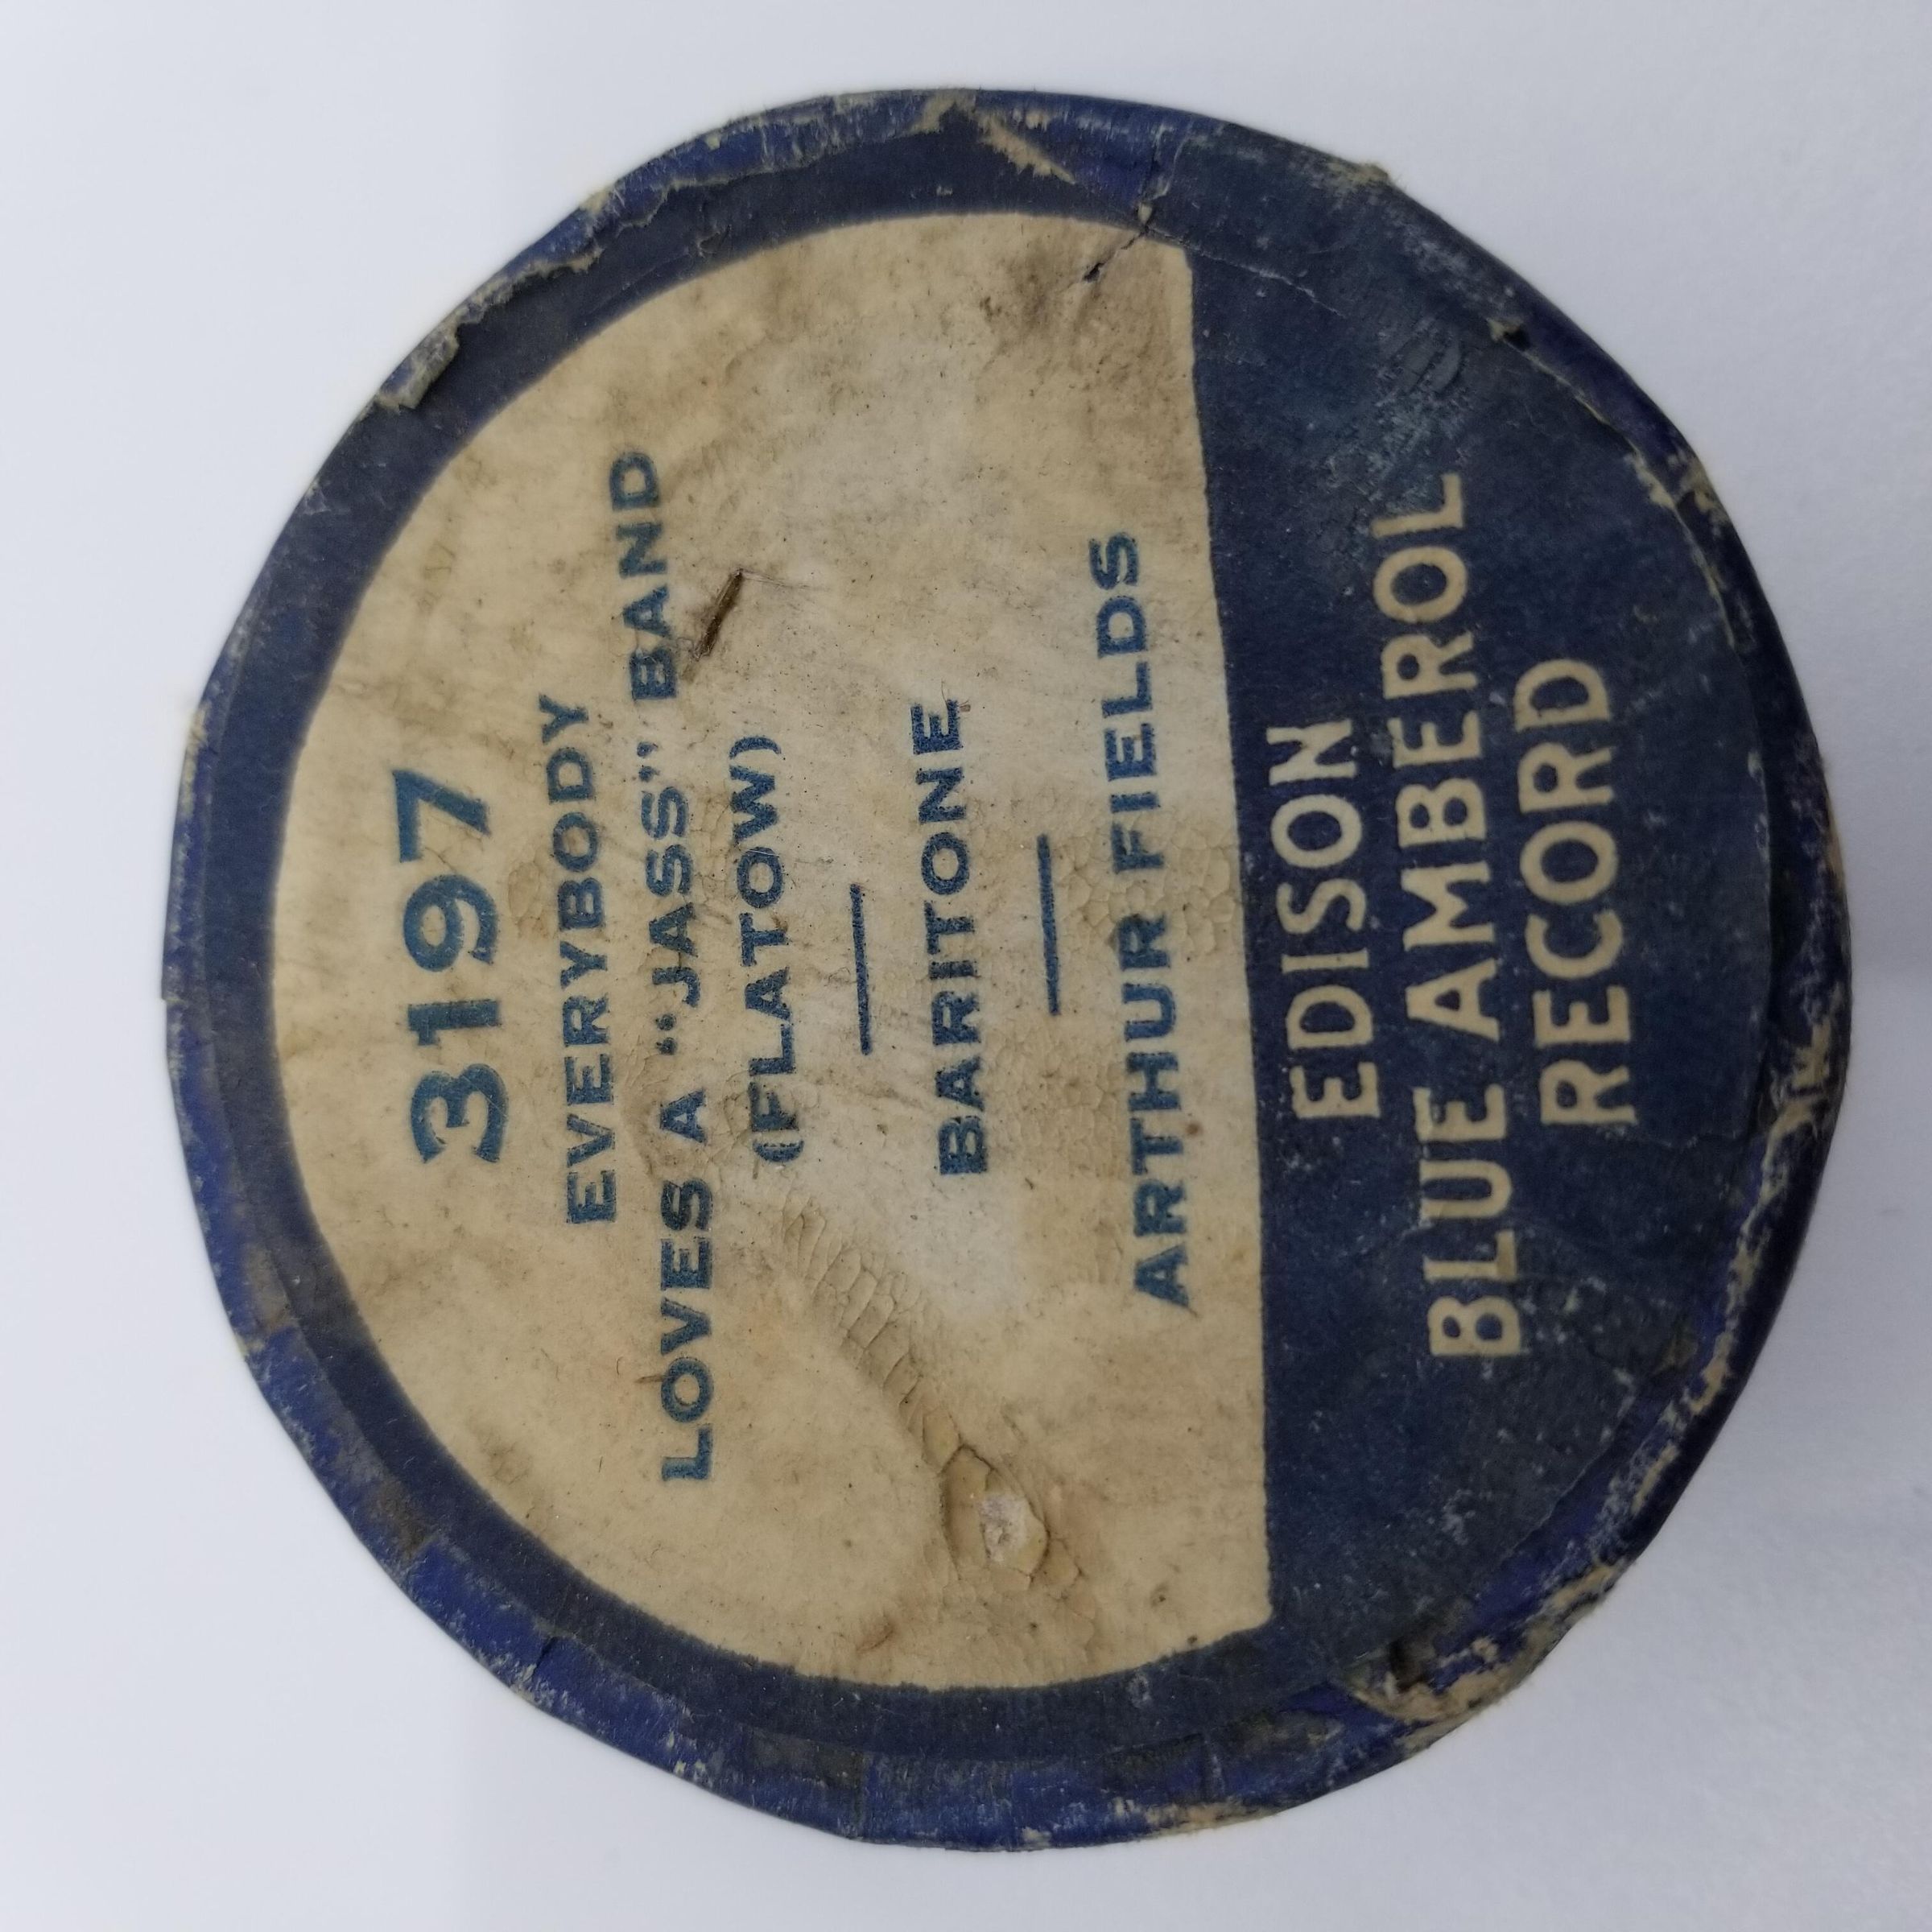 3197
EVERYBODY
LOVES A “JASS” BAND
(FLATOW)
BARITONE
ARTHUR FIELDS
EDISON
BLUE AMBEROL
RECORD